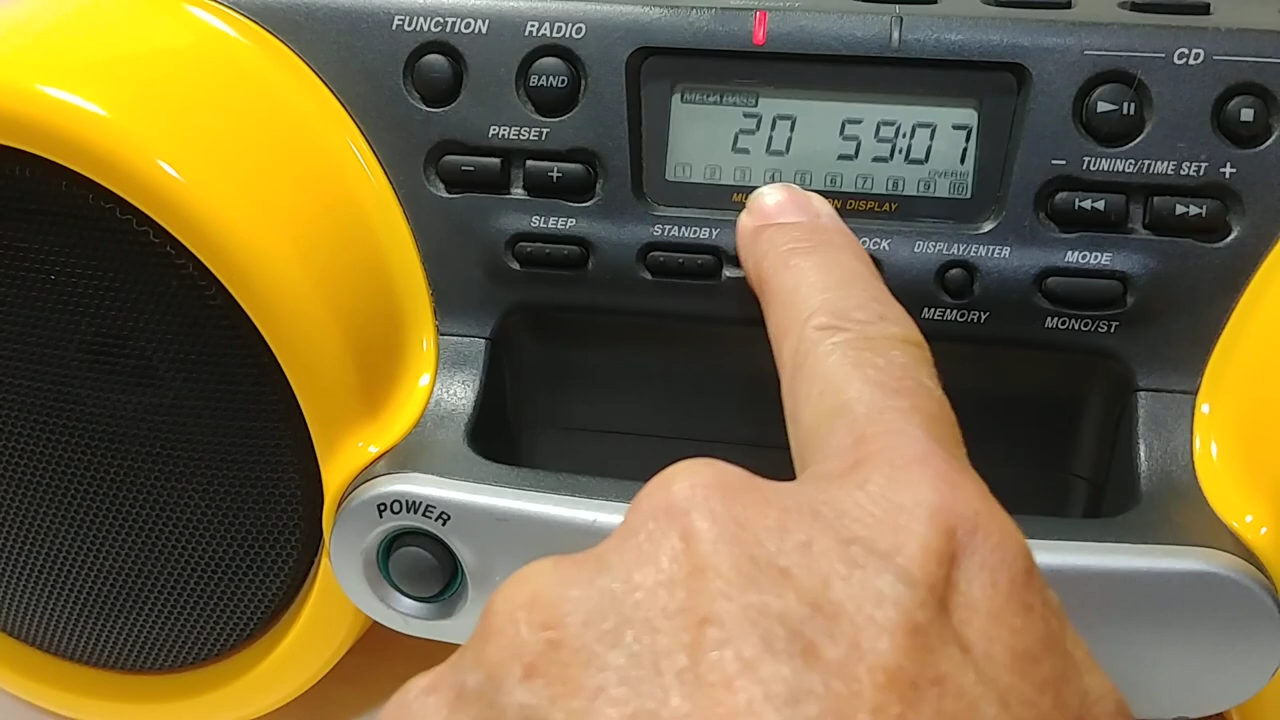 FUNCTION
RADIO
BAND
PRESET
SLEEP
STANDBY
MEGA BASS
20 59:07
1 2 3 4 5 6 7 8 9 10
OVER10
ON DISPLAY
DISPLAY/ENTER
MEMORY
CD
TUNING/TIME SET
MODE
MONO/ST
POWER